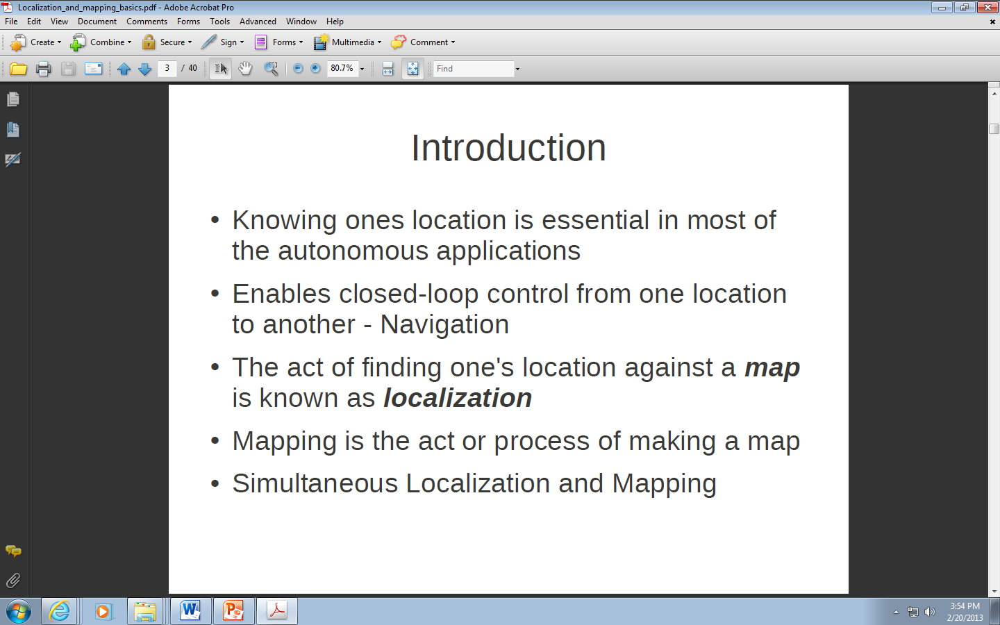 Localization_and_mapping_basics.pdf - Adobe Acrobat Pro
File Edit View Document Comments Forms Tools Advanced Window Help
Create Combine Secure Sign Forms Multimedia Comment
3 / 40 80.7% Find
Introduction
• Knowing ones location is essential in most of
the autonomous applications
• Enables closed-loop control from one location
to another - Navigation
• The act of finding one's location against a map
is known as localization
• Mapping is the act or process of making a map
• Simultaneous Localization and Mapping
3:54 PM
2/20/2013